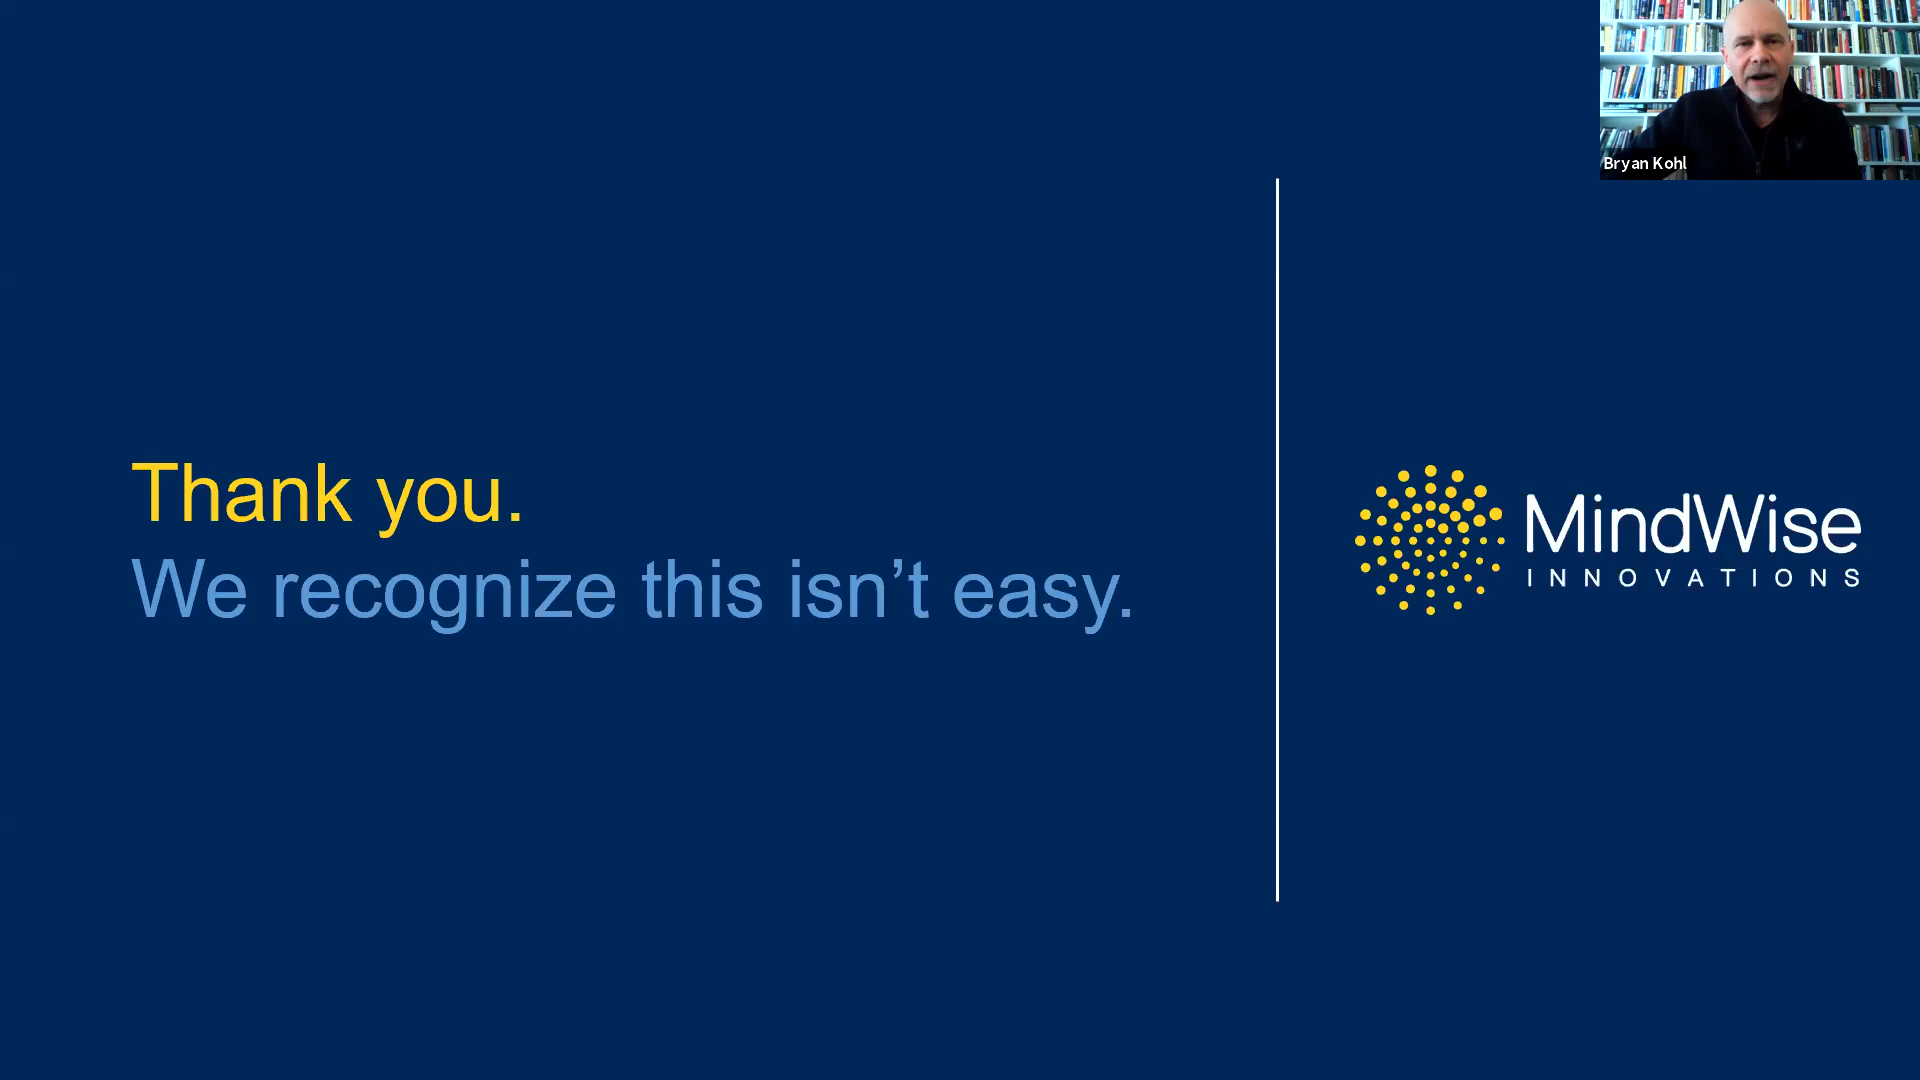 Bryan Kohl
Thank you.
We recognize this isn’t easy.
MindWise
INNOVATIONS